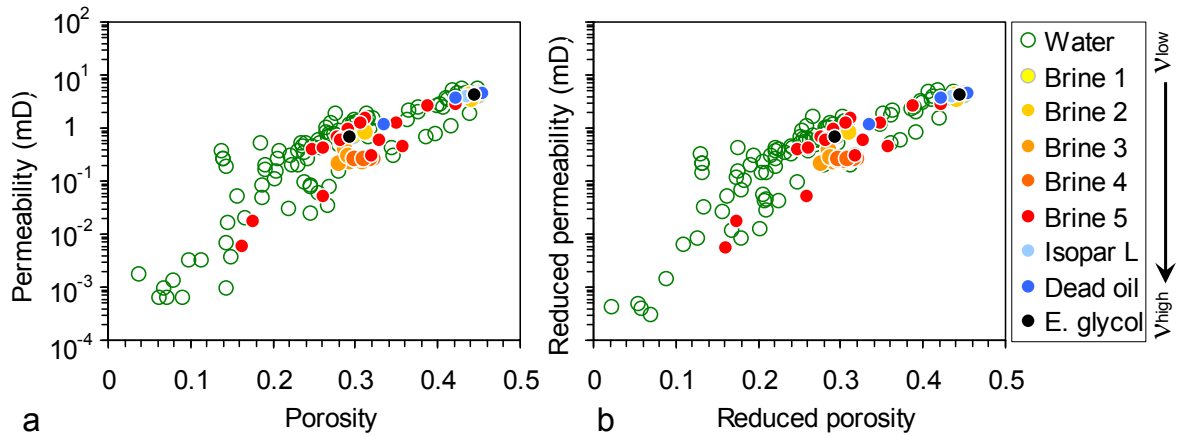 Permeability (mD)
10²
10¹
1
10⁻¹
10⁻²
10⁻³
10⁻⁴
0
0.1
0.2
0.3
0.4
0.5
a
Porosity
Reduced permeability (mD)
0
0.1
0.2
0.3
0.4
0.5
b
Reduced porosity
Water
Brine 1
Brine 2
Brine 3
Brine 4
Brine 5
Isopar L
Dead oil
E. glycol
νlow
νhigh